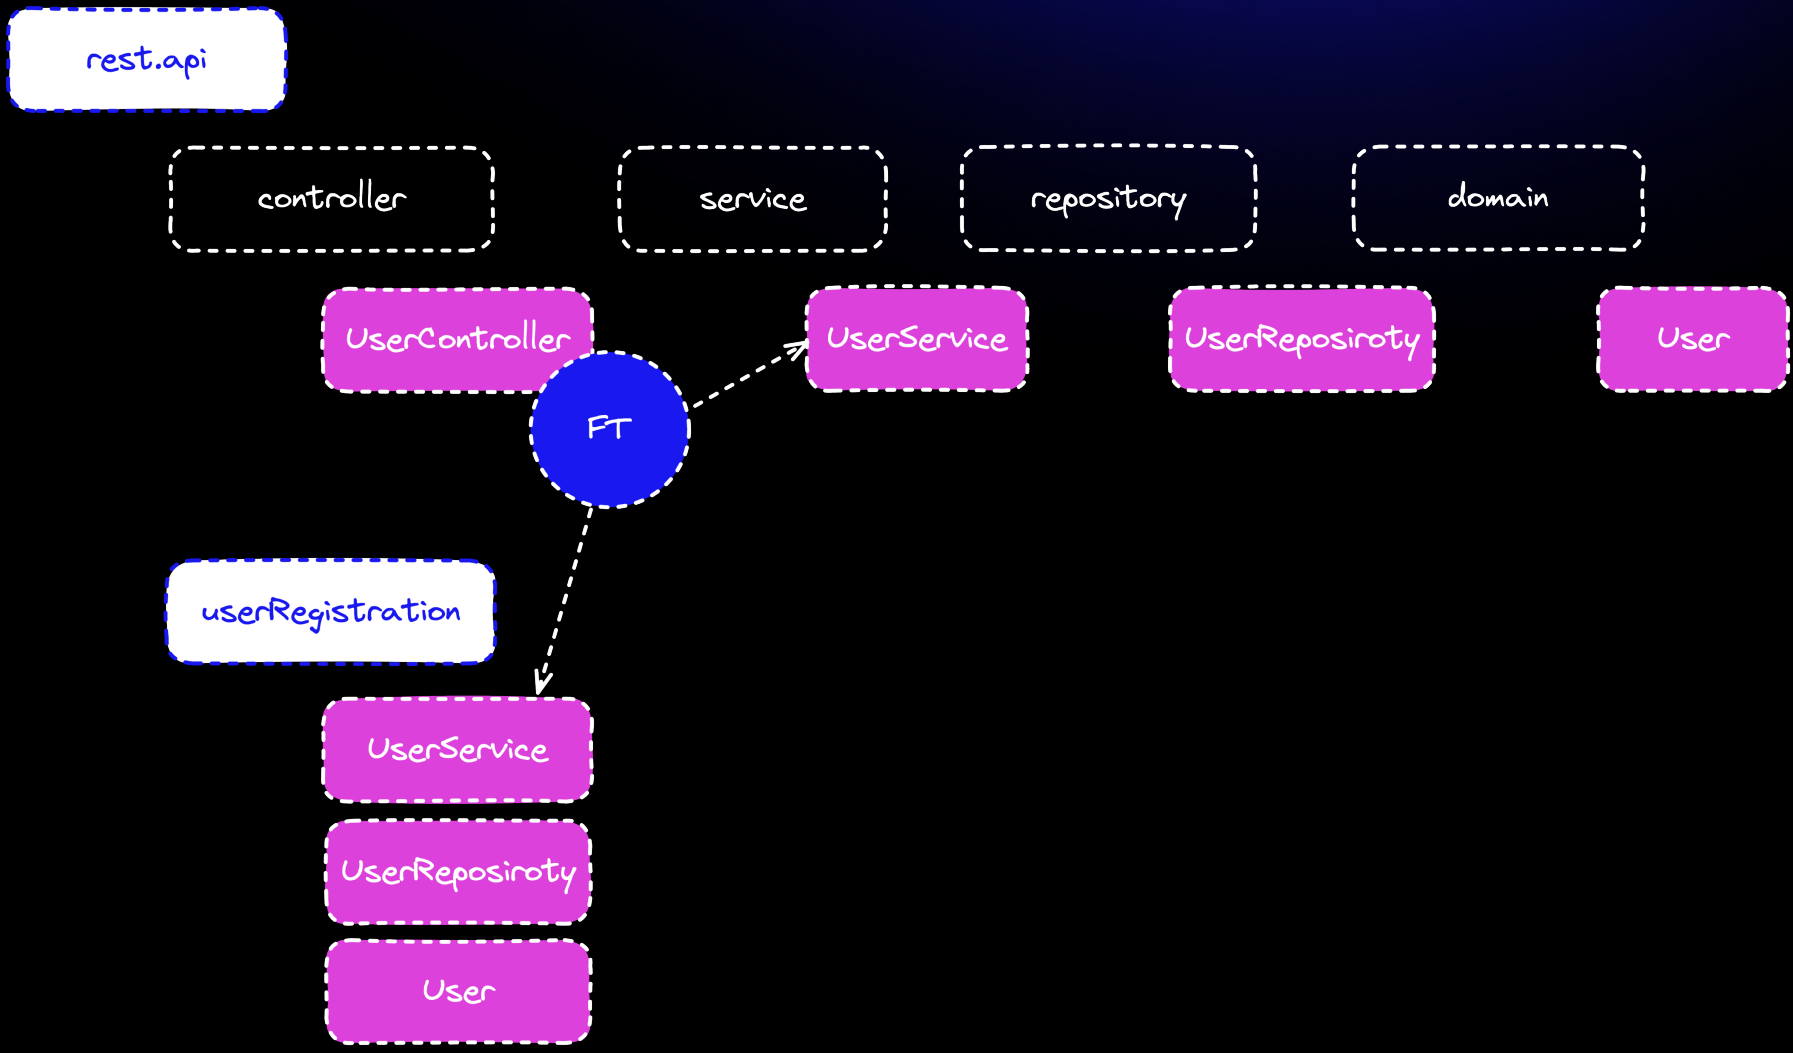 rest.api
controller
service
repository
domain
UserController
UserService
UserReposiroty
User
FT
userRegistration
UserService
UserReposiroty
User